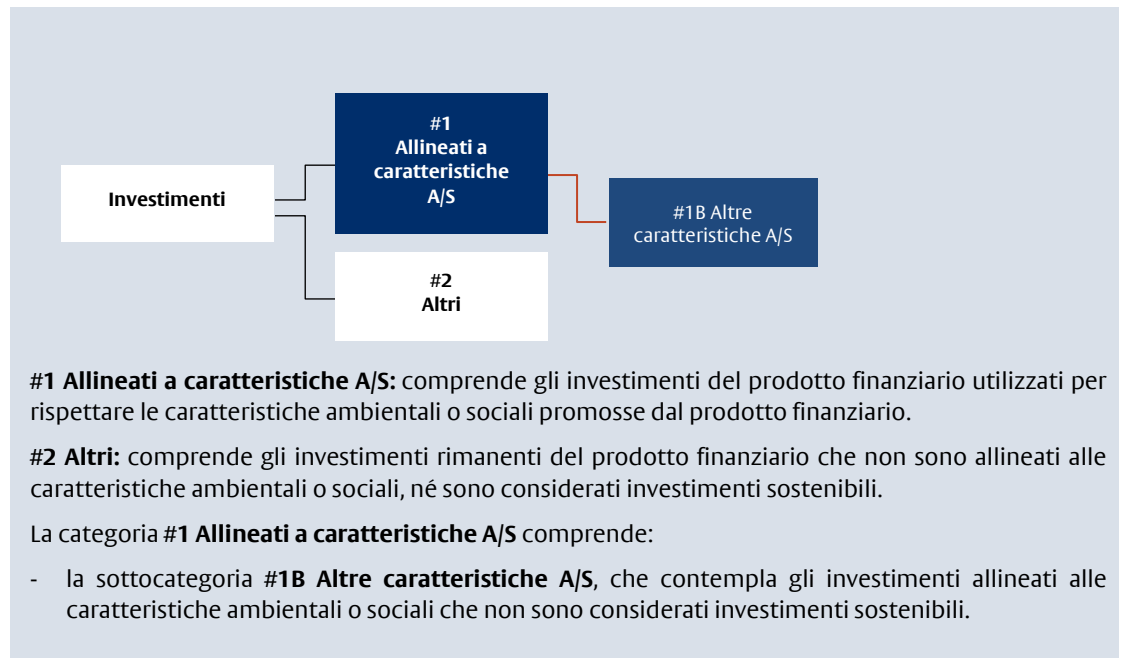 #1
Allineati a
caratteristiche
A/S
Investimenti
#1B Altre
caratteristiche A/S
#2
Altri
#1 Allineati a caratteristiche A/S: comprende gli investimenti del prodotto finanziario utilizzati per
rispettare le caratteristiche ambientali o sociali promosse dal prodotto finanziario.
#2 Altri: comprende gli investimenti rimanenti del prodotto finanziario che non sono allineati alle
caratteristiche ambientali o sociali, né sono considerati investimenti sostenibili.
La categoria #1 Allineati a caratteristiche A/S comprende:
- la sottocategoria #1B Altre caratteristiche A/S, che contempla gli investimenti allineati alle
caratteristiche ambientali o sociali che non sono considerati investimenti sostenibili.